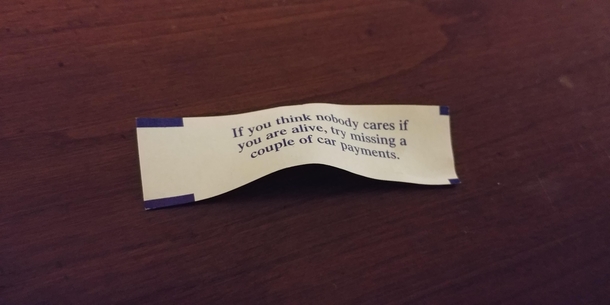 If you think nobody cares if
you are alive, try missing a
couple of car payments.